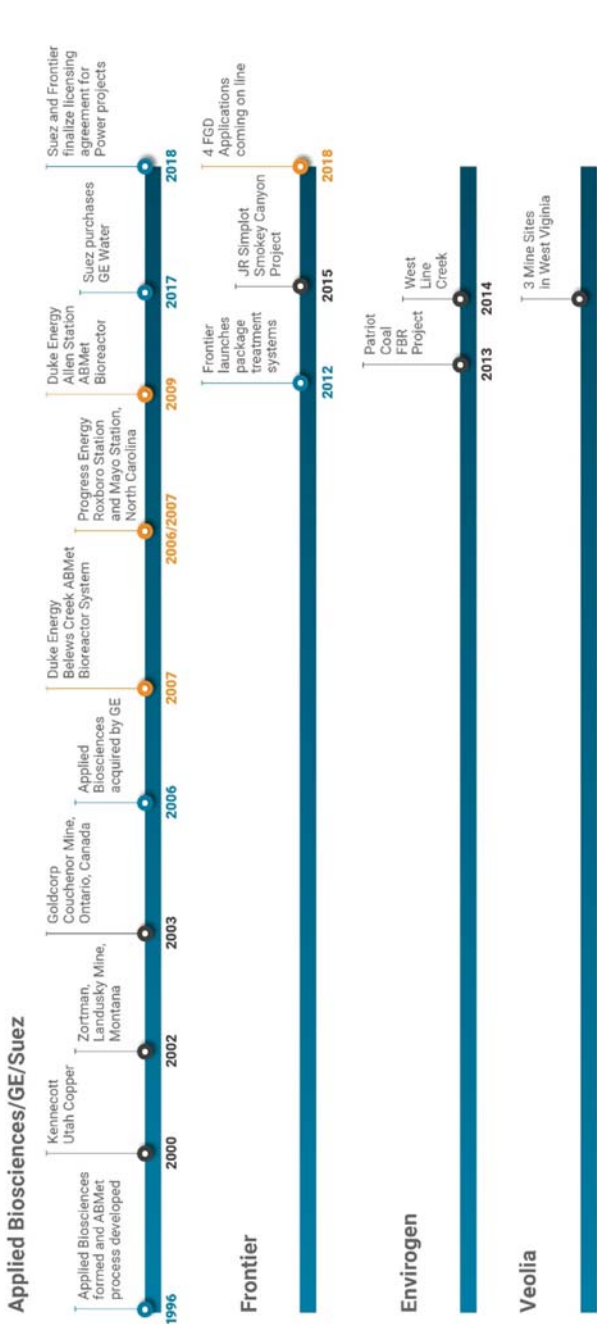 Applied Biosciences/GE/Suez
Applied Biosciences
formed and ABMet
process developed
1996
Kennecott
Utah Copper
2000
Zortman,
Landusky Mine,
Montana
2002
Goldcorp
Couchenor Mine,
Ontario, Canada
2003
Applied
Biosciences
acquired by GE
2006
Duke Energy
Belews Creek ABMet
Bioreactor System
2007
Progress Energy
Roxboro Station
and Mayo Station,
North Carolina
2006/2007
Duke Energy
Allen Station
ABMet
Bioreactor
2009
Suez purchases
GE Water
2017
Suez and Frontier
finalize licensing
agreement for
Power projects
2018
Frontier
Frontier
launches
package
treatment
systems
2012
JR Simplot
Smokey Canyon
Project
2015
4 FGD
Applications
coming on line
2018
Envirogen
Patriot
Coal
FBR
Project
2013
West
Line
Creek
2014
Veolia
3 Mine Sites
in West Viginia